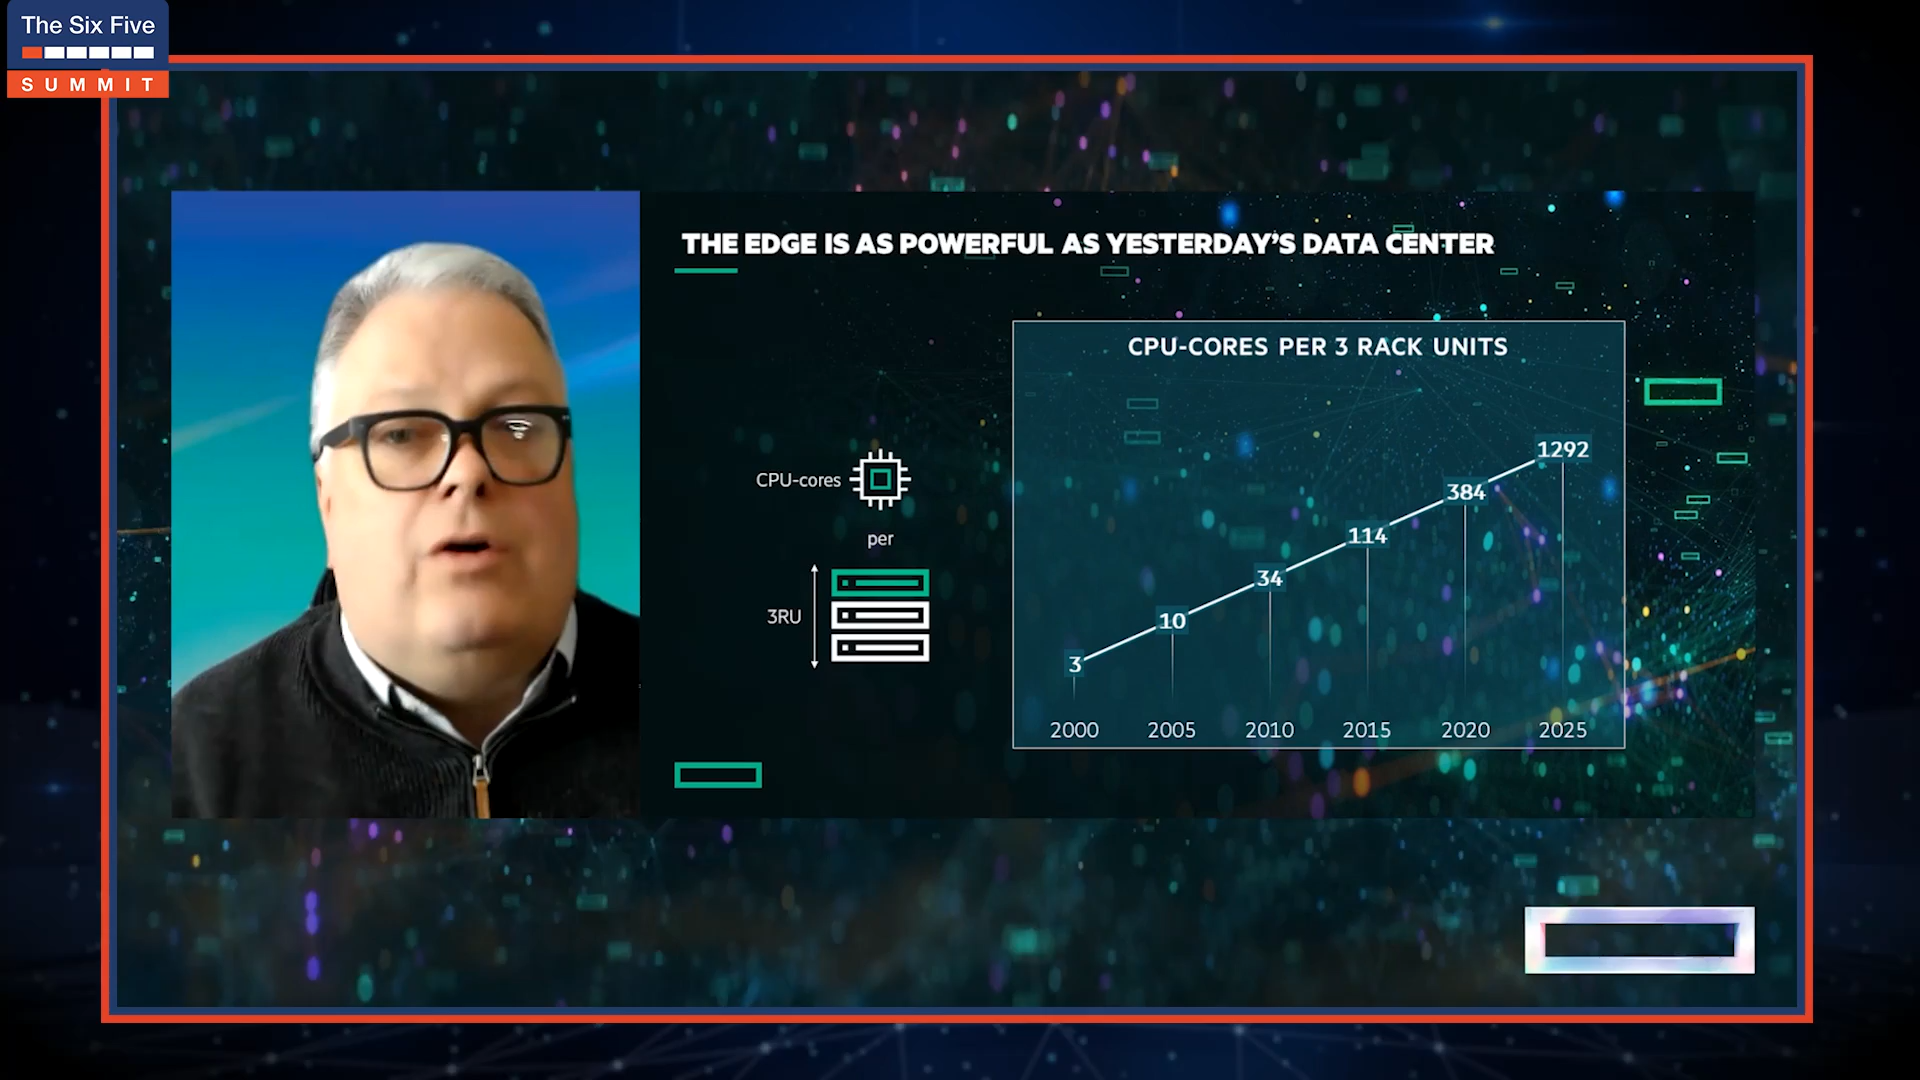 The Six Five
SUMMIT
THE EDGE IS AS POWERFUL AS YESTERDAY'S DATA CENTER
CPU-CORES PER 3 RACK UNITS
CPU-cores
per
3RU
1292
384
114
34
10
3
2000 2005 2010 2015 2020 2025